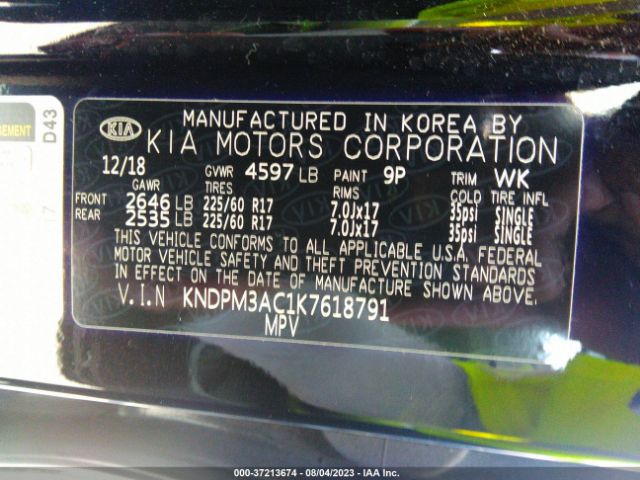 EMENT
D43
KIA
MANUFACTURED IN KOREA BY
KIA MOTORS CORPORATION
12/18 GVWR 4597 LB PAINT 9P TRIM WK
GAWR TIRES RIMS COLD TIRE INFL
FRONT 2646 LB 225/60 R17 7.0Jx17 35psi SINGLE
REAR 2535 LB 225/60 R17 7.0Jx17 35psi SINGLE
THIS VEHICLE CONFORMS TO ALL APPLICABLE U.S.A. FEDERAL
MOTOR VEHICLE SAFETY AND THEFT PREVENTION STANDARDS
IN EFFECT ON THE DATE OF MANUFACTURE SHOWN ABOVE.
V.I.N KNDPM3AC1K7618791
MPV
000-37213674 - 08/04/2023 - IAA Inc.